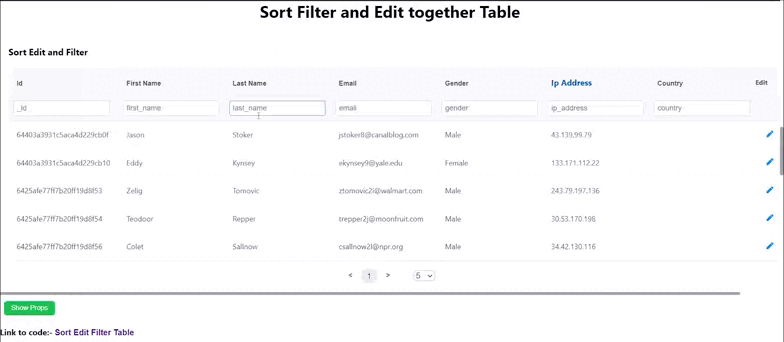 Sort Filter and Edit together Table
Sort Edit and Filter
Id First Name Last Name Email Gender Ip Address Country Edit
_id first_name last_name email gender ip_address country
64403a3931c5aca4d229cb0f Jason Stoker jstoker8@canalblog.com Male 43.139.99.79
64403a3931c5aca4d229cb10 Eddy Kynsey ekynsey9@yale.edu Female 133.171.112.22
6425afe77ff7b20ff19d8f53 Zelig Tomovic ztomovic2i@walmart.com Male 243.79.197.136
6425afe77ff7b20ff19d8f54 Teodoor Repper trepper2j@moonfruit.com Male 30.53.170.198
6425afe77ff7b20ff19d8f56 Colet Sallnow csallnow2l@npr.org Male 34.42.130.116
< 1 > 5
Show Props
Link to code:- Sort Edit Filter Table